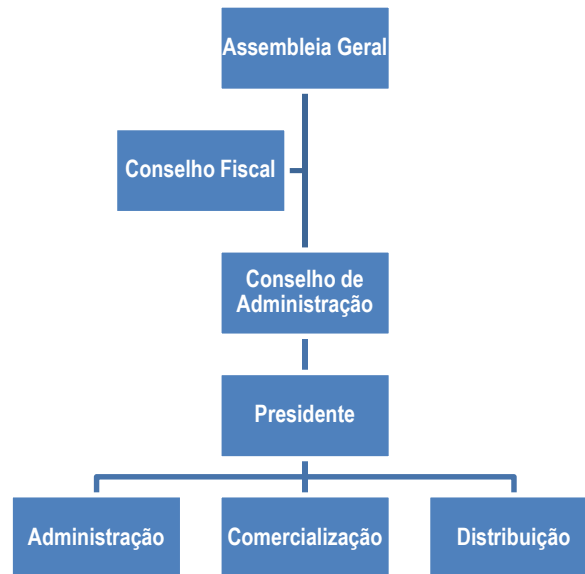 Assembleia Geral
Conselho Fiscal
Conselho de
Administração
Presidente
Administração
Comercialização
Distribuição